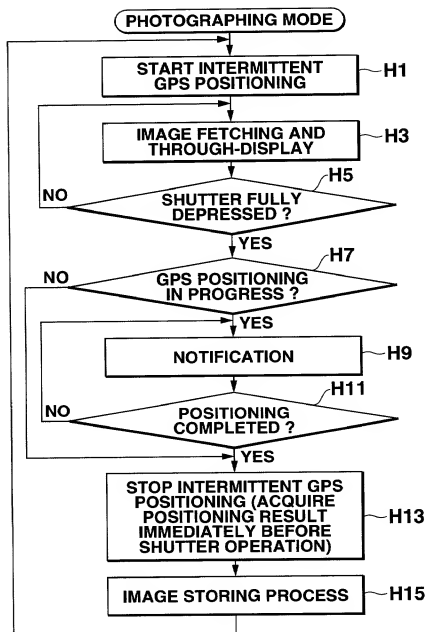 PHOTOGRAPHING MODE
START INTERMITTENT
GPS POSITIONING
H1
IMAGE FETCHING AND
THROUGH-DISPLAY
H3
H5
SHUTTER FULLY
DEPRESSED ?
NO
YES
H7
GPS POSITIONING
IN PROGRESS ?
NO
YES
NOTIFICATION
H9
H11
POSITIONING
COMPLETED ?
NO
YES
STOP INTERMITTENT GPS
POSITIONING (ACQUIRE
POSITIONING RESULT
IMMEDIATELY BEFORE
SHUTTER OPERATION)
H13
IMAGE STORING PROCESS
H15